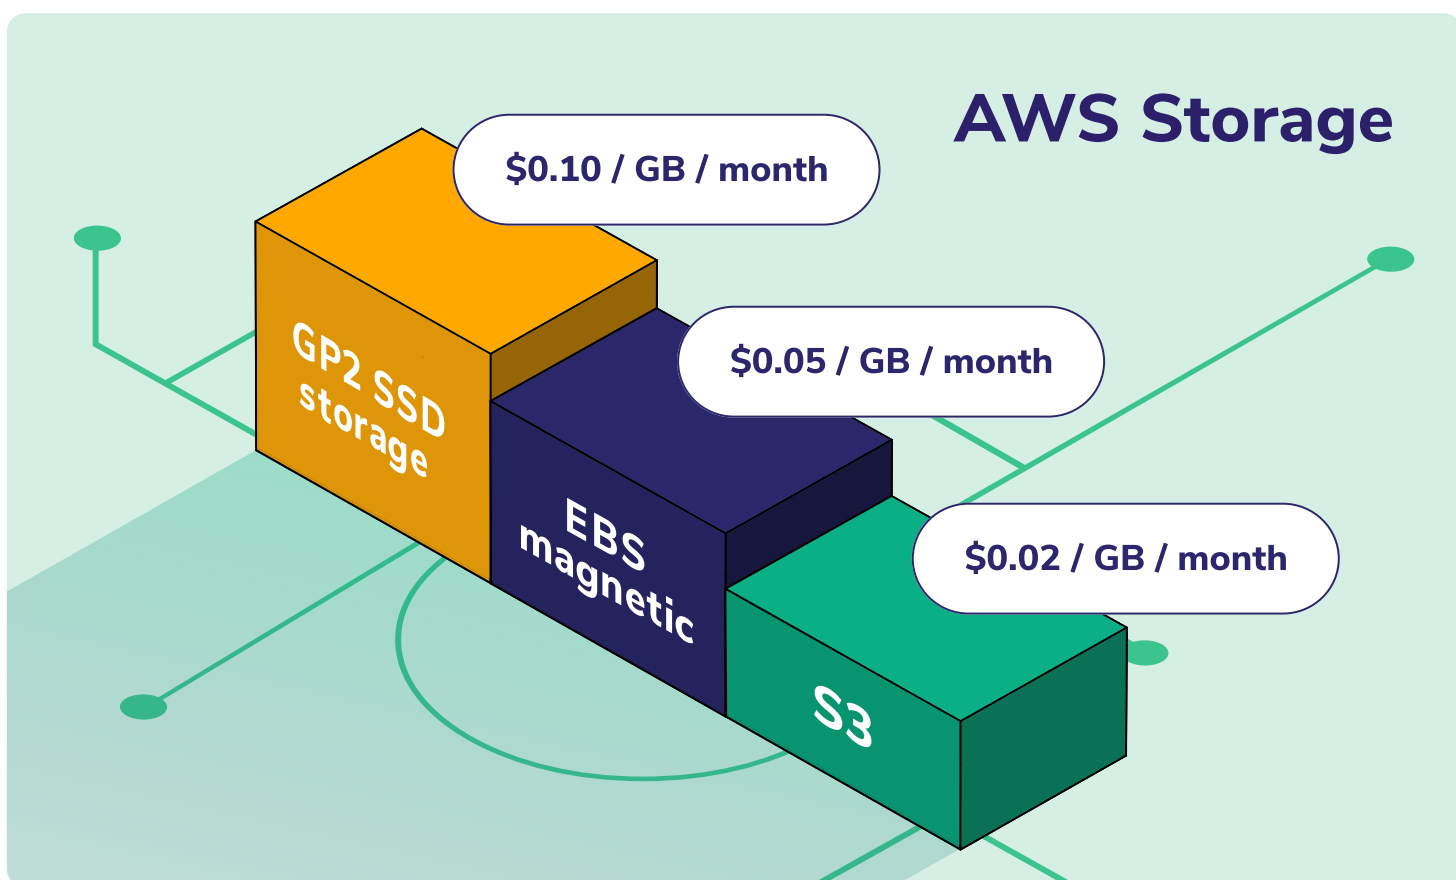 AWS Storage
$0.10 / GB / month
GP2 SSD
storage
$0.05 / GB / month
EBS
magnetic
$0.02 / GB / month
S3